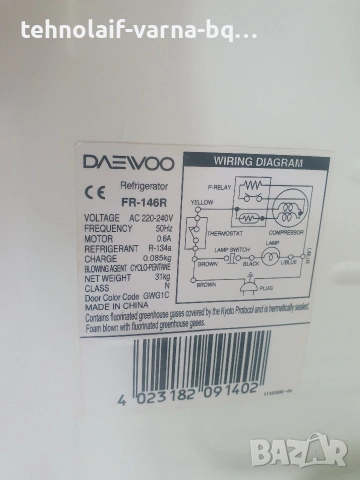 tehnolaif-varna-bg...
DAEWOO
Refrigerator
FR-146R
VOLTAGE AC 220-240V
FREQUENCY 50Hz
MOTOR 0.6A
REFRIGERANT R-134a
CHARGE 0.085kg
BLOWING AGENT CYCLO-PENTANE
NET WEIGHT 31kg
CLASS N
Door Color Code GWG1C
MADE IN CHINA
Contains fluorinated greenhouse gases covered by the Kyoto Protocol and is hermetically sealed.
Foam blown with fluorinated greenhouse gases.
WIRING DIAGRAM
P-RELAY
YELLOW
THERMOSTAT
COMPRESSOR
LAMP SWITCH
LAMP
BROWN
BLACK
L/BLUE
L/BLUE
BROWN
PLUG
4 023182 091402
BAZAR